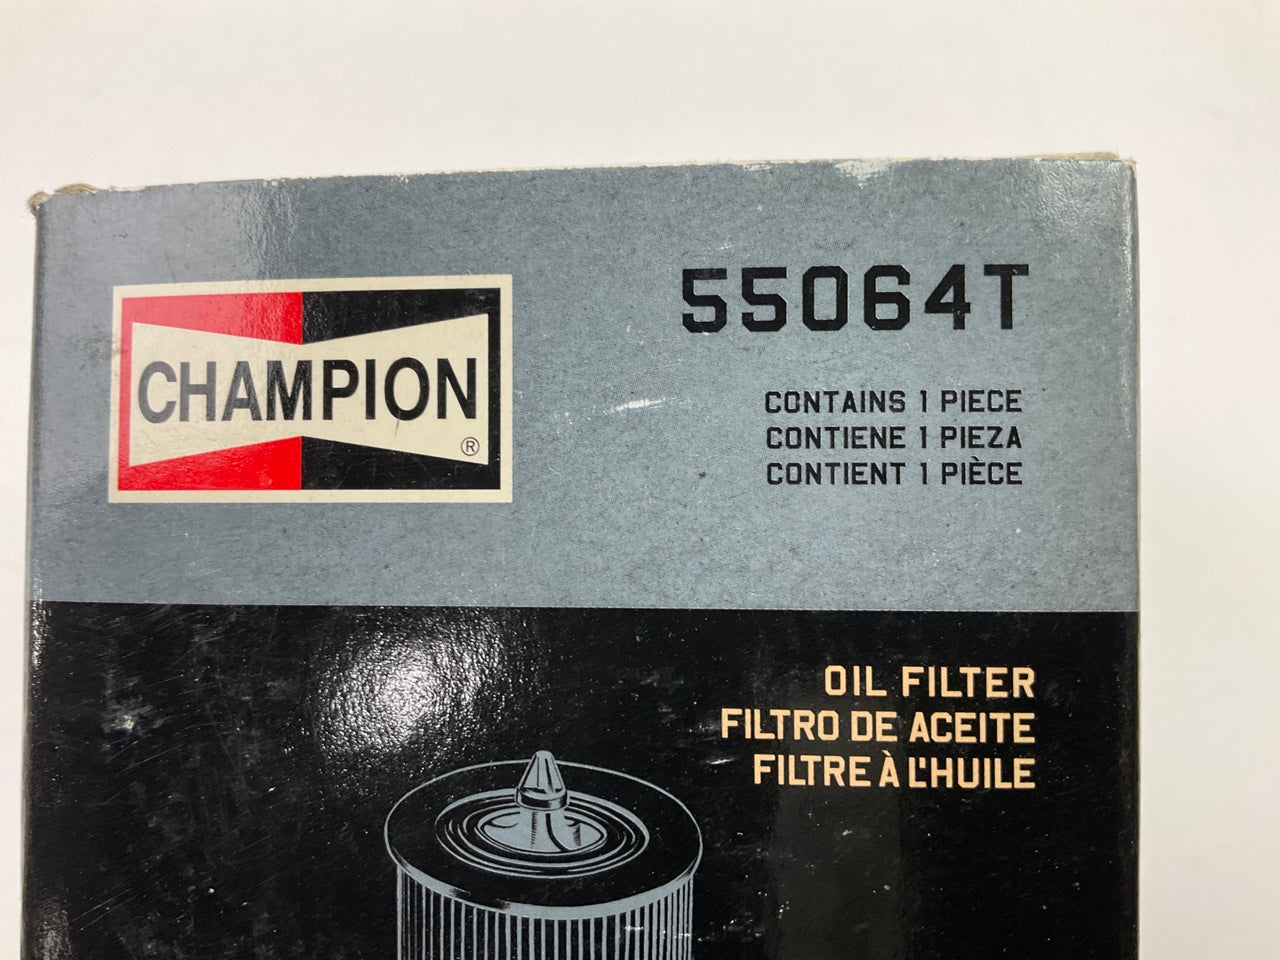 CHAMPION
®
55064T
CONTAINS 1 PIECE
CONTIENE 1 PIEZA
CONTIENT 1 PIÈCE
OIL FILTER
FILTRO DE ACEITE
FILTRE À L'HUILE